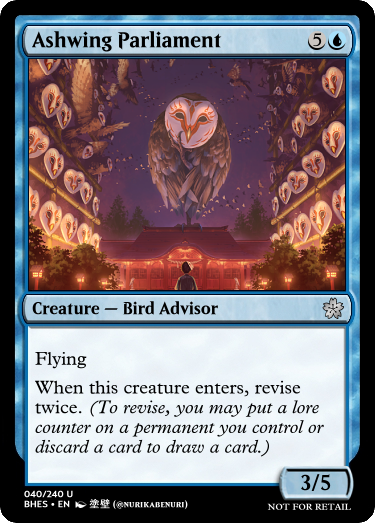 Ashwing Parliament 5
Creature — Bird Advisor
Flying
When this creature enters, revise
twice. (To revise, you may put a lore
counter on a permanent you control or
discard a card to draw a card.)
3/5
040/240 U
BHES • EN 塗壁 (@NURIKABENURI)
NOT FOR RETAIL